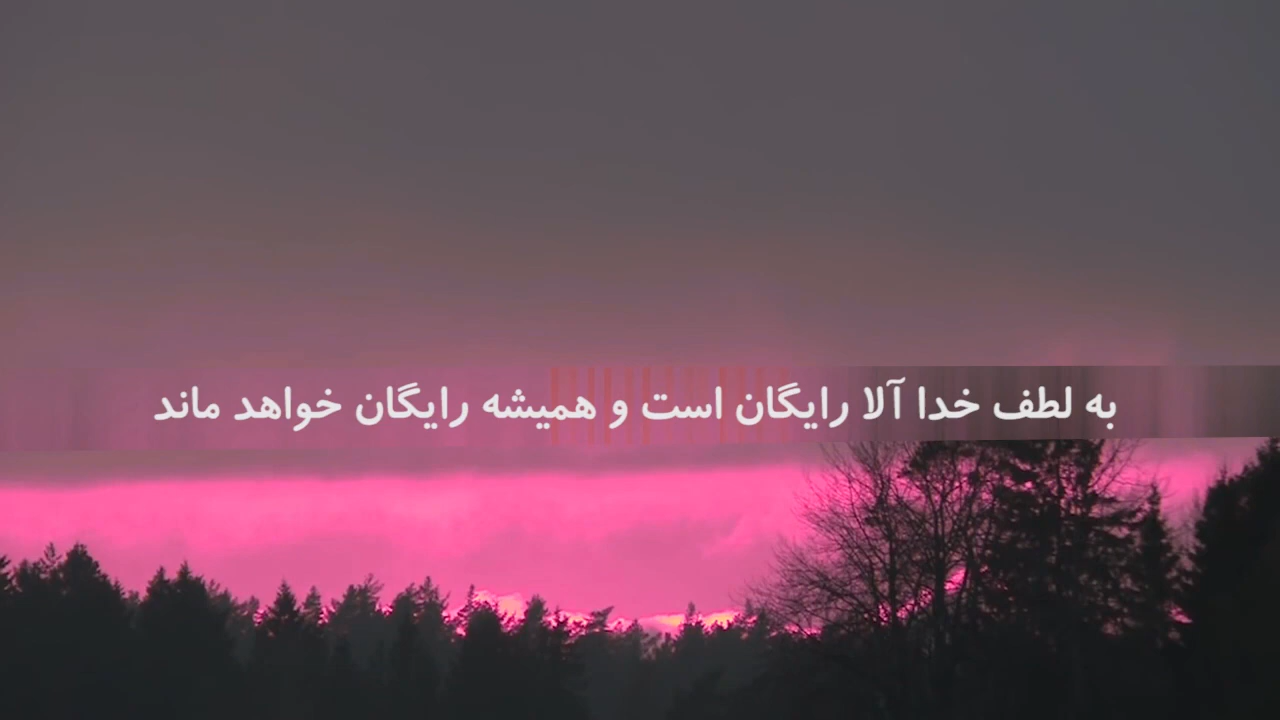 به لطف خدا آلا رایگان است و همیشه رایگان خواهد ماند